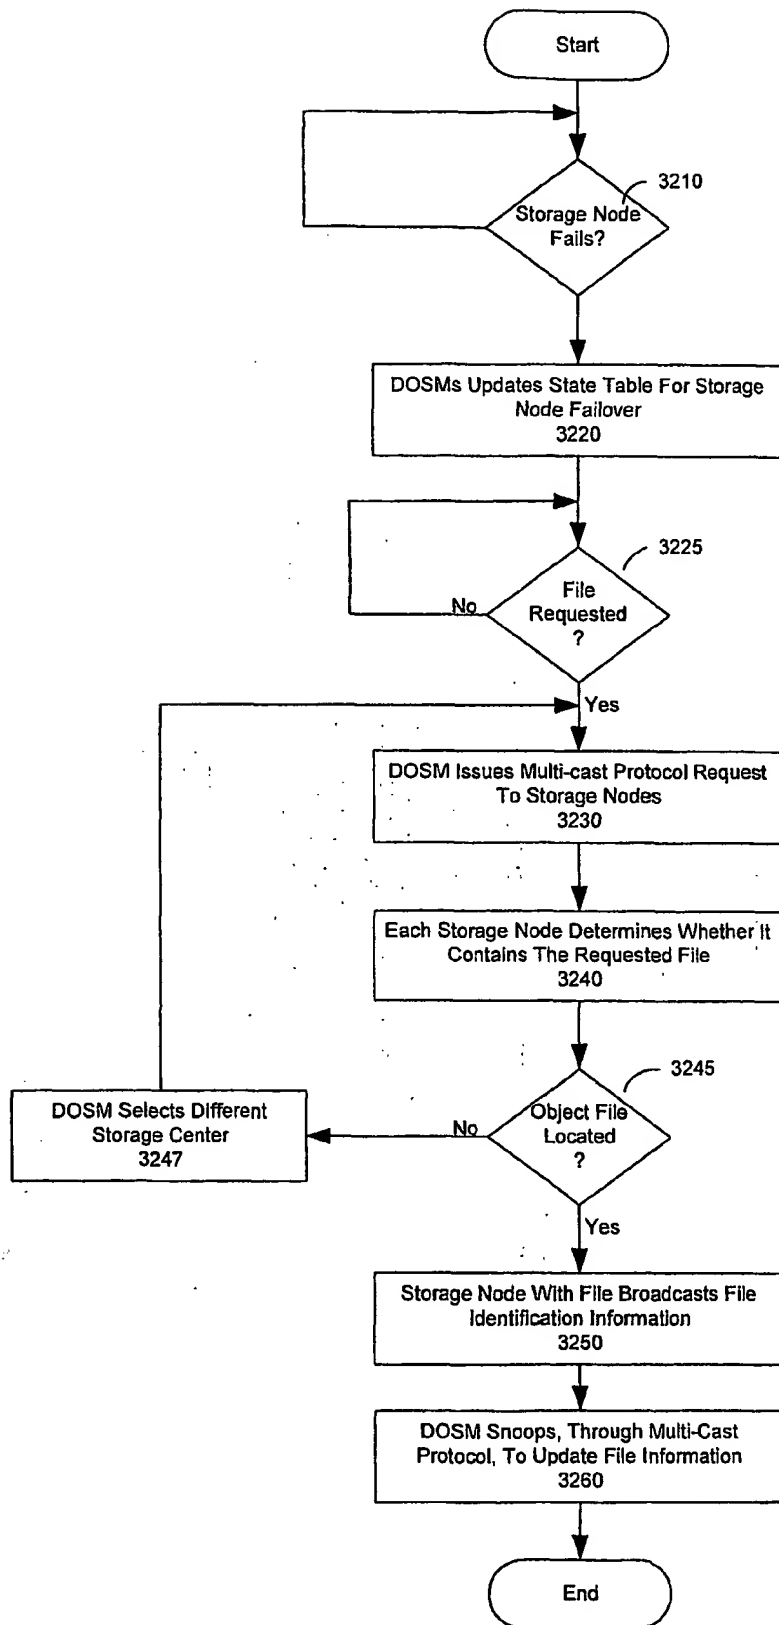 Start
3210
Storage Node
Fails?
DOSMs Updates State Table For Storage
Node Failover
3220
3225
File
Requested
?
No
Yes
DOSM Issues Multi-cast Protocol Request
To Storage Nodes
3230
Each Storage Node Determines Whether It
Contains The Requested File
3240
3245
Object File
Located
?
No
DOSM Selects Different
Storage Center
3247
Yes
Storage Node With File Broadcasts File
Identification Information
3250
DOSM Snoops, Through Multi-Cast
Protocol, To Update File Information
3260
End